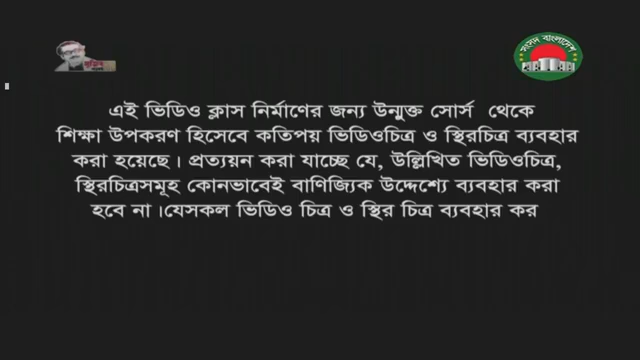 সংসদ বাংলাদেশ
এই ভিডিও ক্লাস নির্মাণের জন্য উন্মুক্ত সোর্স থেকে
শিক্ষা উপকরণ হিসেবে কতিপয় ভিডিওচিত্র ও স্থিরচিত্র ব্যবহার
করা হয়েছে। প্রত্যয়ন করা যাচ্ছে যে, উল্লিখিত ভিডিওচিত্র,
স্থিরচিত্রসমূহ কোনভাবেই বাণিজ্যিক উদ্দেশ্যে ব্যবহার করা
হবে না।যেসকল ভিডিও চিত্র ও স্থির চিত্র ব্যবহার কর